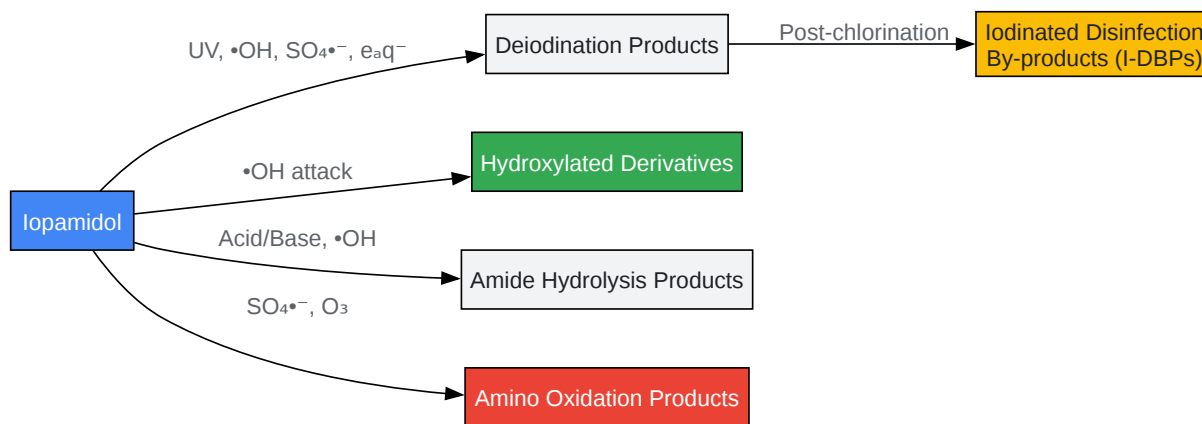 UV, •OH, SO₄•⁻, eₐq⁻
Deiodination Products
Post-chlorination
Iodinated Disinfection
By-products (I-DBPs)
•OH attack
Hydroxylated Derivatives
Iopamidol
Acid/Base, •OH
Amide Hydrolysis Products
SO₄•⁻, O₃
Amino Oxidation Products